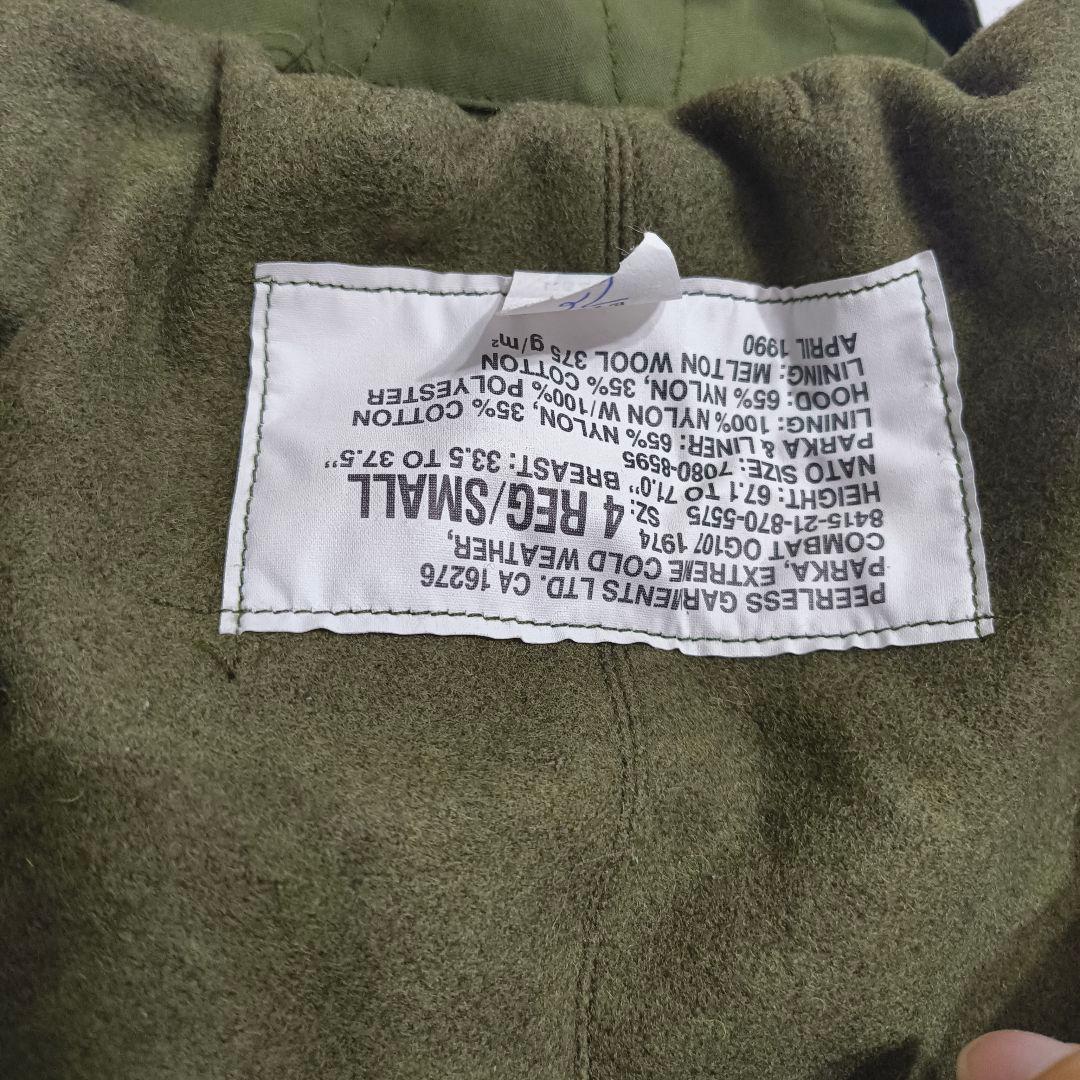 PEERLESS GARMENTS LTD. CA 16276
PARKA, EXTREME COLD WEATHER,
COMBAT OG107 1974
8415-21-870-5575 SZ: 4 REG/SMALL
HEIGHT: 67.1 TO 71.0" BREAST: 33.5 TO 37.5"
NATO SIZE: 7080-8595
PARKA & LINER: 65% NYLON, 35% COTTON
LINING: 100% NYLON W/100% POLYESTER
HOOD: 65% NYLON, 35% COTTON
LINING: MELTON WOOL 375 g/m²
APRIL 1990